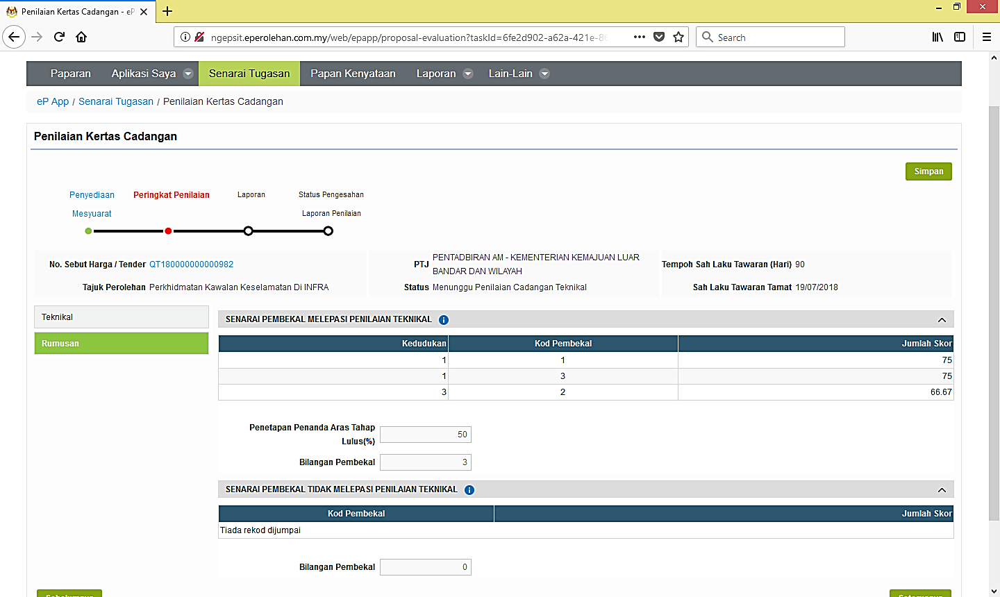 Penilaian Kertas Cadangan - eP
ngepsit.eperolehan.com.my/web/epapp/proposal-evaluation?taskId=6fe2d902-a62a-421e-86
Search
Paparan Aplikasi Saya Senarai Tugasan Papan Kenyataan Laporan Lain-Lain
eP App / Senarai Tugasan / Penilaian Kertas Cadangan
Penilaian Kertas Cadangan
Simpan
Penyediaan Mesyuarat
Peringkat Penilaian
Laporan
Status Pengesahan Laporan Penilaian
No. Sebut Harga / Tender QT180000000000982
Tajuk Perolehan Perkhidmatan Kawalan Keselamatan Di INFRA
PTJ PENTADBIRAN AM - KEMENTERIAN KEMAJUAN LUAR
BANDAR DAN WILAYAH
Status Menunggu Penilaian Cadangan Teknikal
Tempoh Sah Laku Tawaran (Hari) 90
Sah Laku Tawaran Tamat 19/07/2018
Teknikal
Rumusan
SENARAI PEMBEKAL MELEPASI PENILAIAN TEKNIKAL
Kedudukan Kod Pembekal Jumlah Skor
1 1 75
1 3 75
3 2 66.67
Penetapan Penanda Aras Tahap
Lulus(%) 50
Bilangan Pembekal 3
SENARAI PEMBEKAL TIDAK MELEPASI PENILAIAN TEKNIKAL
Kod Pembekal Jumlah Skor
Tiada rekod dijumpai
Bilangan Pembekal 0